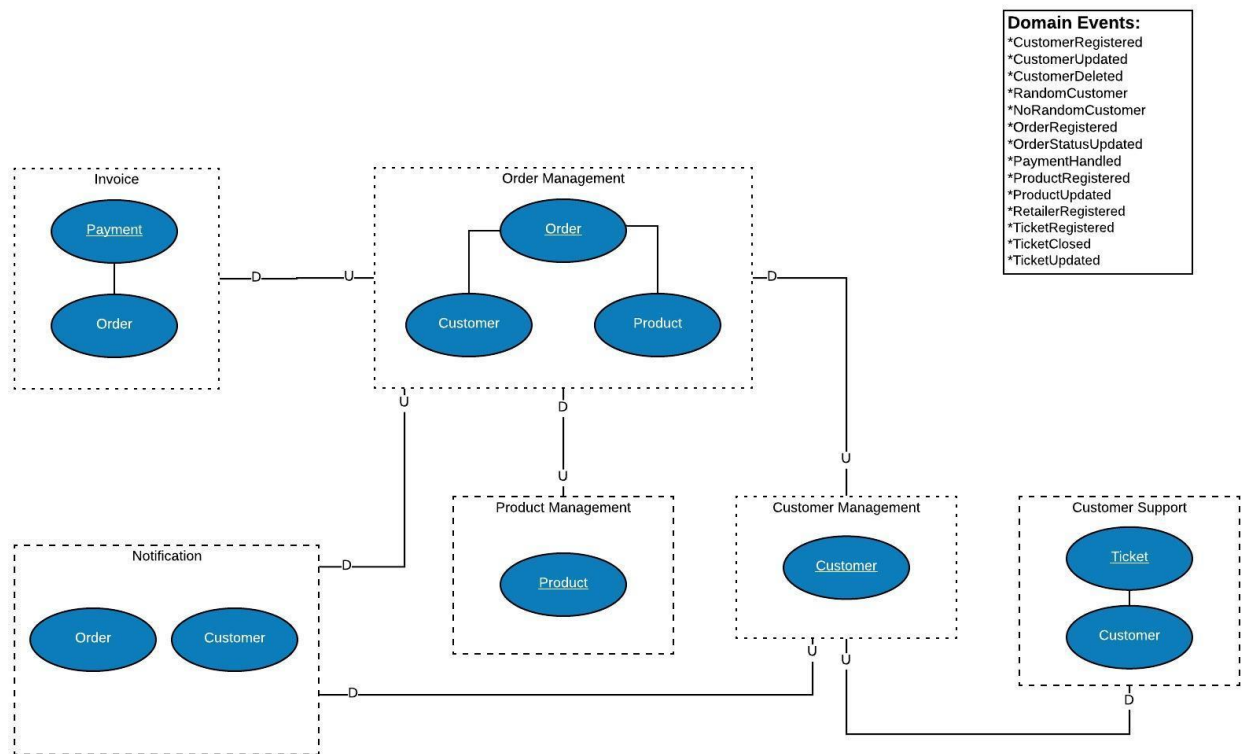 Domain Events:
*CustomerRegistered
*CustomerUpdated
*CustomerDeleted
*RandomCustomer
*NoRandomCustomer
*OrderRegistered
*OrderStatusUpdated
*PaymentHandled
*ProductRegistered
*ProductUpdated
*RetailerRegistered
*TicketRegistered
*TicketClosed
*TicketUpdated
Invoice
Payment
Order
D
U
Order Management
Order
Customer
Product
D
U
D
U
U
D
Product Management
Product
Customer Management
Customer
Customer Support
Ticket
Customer
Notification
Order
Customer
D
U
U
D